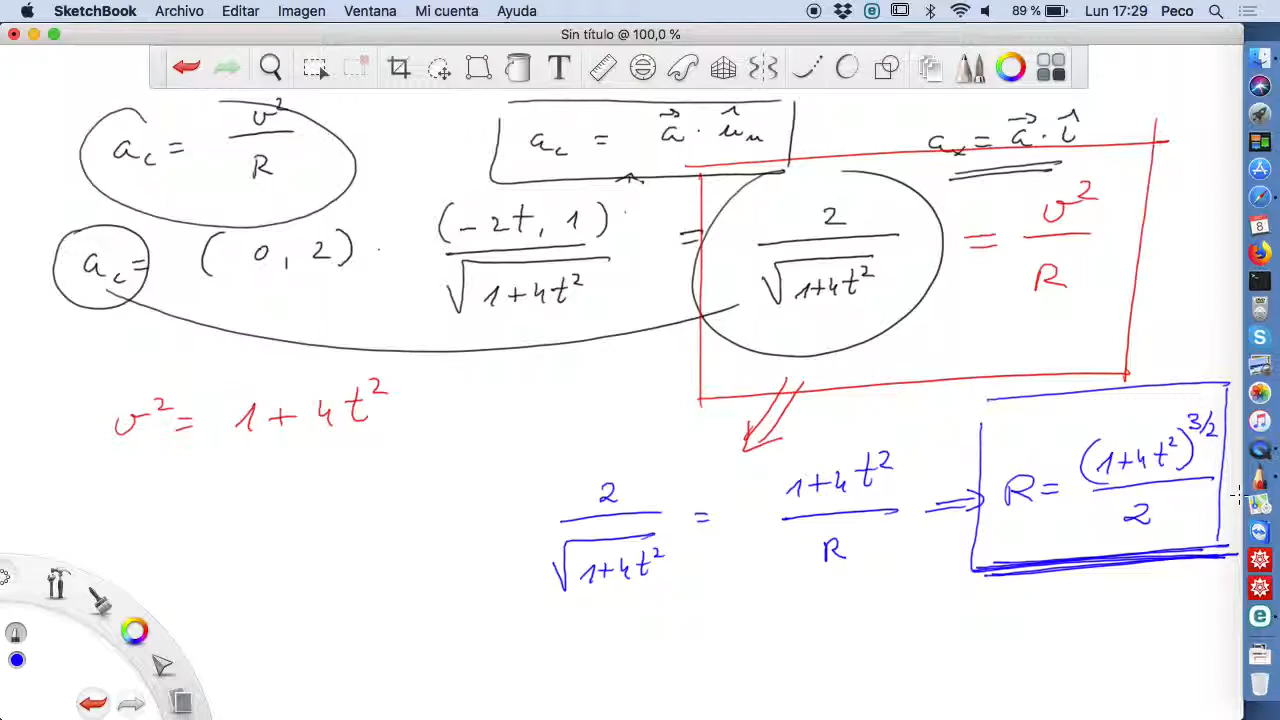 SketchBook Archivo Editar Imagen Ventana Mi cuenta Ayuda 89 % Lun 17:29 Peco
Sin título @ 100,0 %
a_c = v²/R
a_c = a⃗ · û_n
a_x = a⃗ · î
a_c = (0, 2) · (-2t, 1)/√(1+4t²) = 2/√(1+4t²) = v²/R
v² = 1 + 4t²
2/√(1+4t²) = (1+4t²)/R ⟹ R = (1+4t²)^(3/2)/2